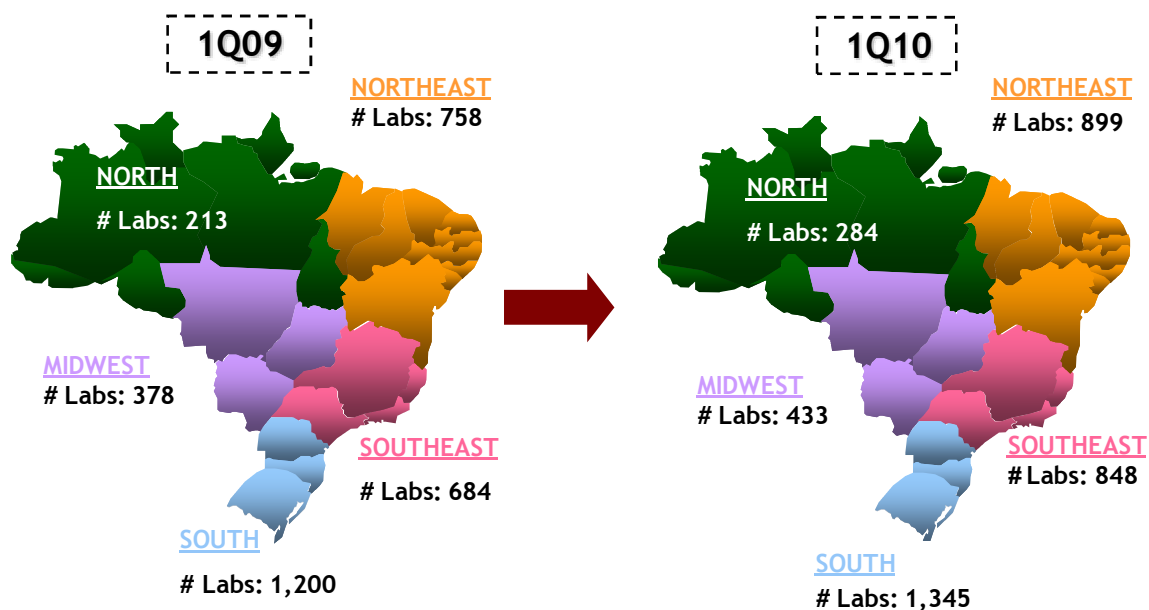 1Q09
NORTHEAST
# Labs: 758
NORTH
# Labs: 213
MIDWEST
# Labs: 378
SOUTHEAST
# Labs: 684
SOUTH
# Labs: 1,200
1Q10
NORTHEAST
# Labs: 899
NORTH
# Labs: 284
MIDWEST
# Labs: 433
SOUTHEAST
# Labs: 848
SOUTH
# Labs: 1,345